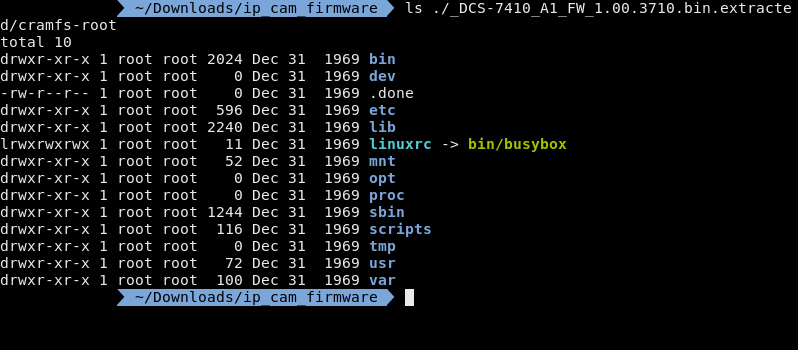 ~/Downloads/ip_cam_firmware ls ./_DCS-7410_A1_FW_1.00.3710.bin.extracte
d/cramfs-root
total 10
drwxr-xr-x 1 root root 2024 Dec 31  1969 bin
drwxr-xr-x 1 root root    0 Dec 31  1969 dev
-rw-r--r-- 1 root root    0 Dec 31  1969 .done
drwxr-xr-x 1 root root  596 Dec 31  1969 etc
drwxr-xr-x 1 root root 2240 Dec 31  1969 lib
lrwxrwxrwx 1 root root   11 Dec 31  1969 linuxrc -> bin/busybox
drwxr-xr-x 1 root root   52 Dec 31  1969 mnt
drwxr-xr-x 1 root root    0 Dec 31  1969 opt
drwxr-xr-x 1 root root    0 Dec 31  1969 proc
drwxr-xr-x 1 root root 1244 Dec 31  1969 sbin
drwxr-xr-x 1 root root  116 Dec 31  1969 scripts
drwxr-xr-x 1 root root    0 Dec 31  1969 tmp
drwxr-xr-x 1 root root   72 Dec 31  1969 usr
drwxr-xr-x 1 root root  100 Dec 31  1969 var
~/Downloads/ip_cam_firmware